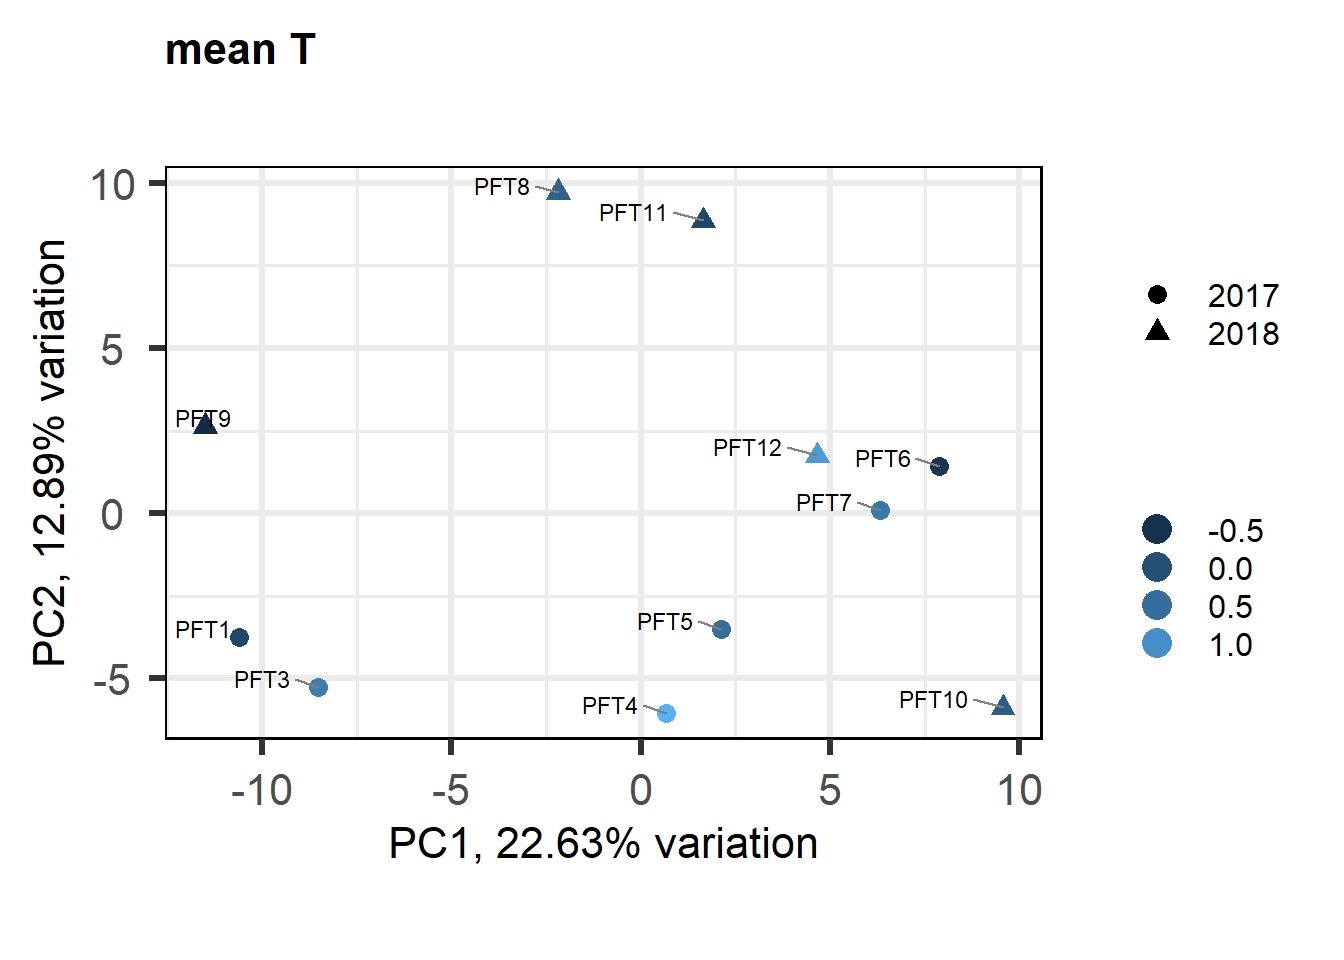 mean T
10
5
0
-5
PC2, 12.89% variation
PFT8
PFT11
PFT9
PFT12
PFT6
PFT7
PFT5
PFT1
PFT3
PFT4
PFT10
-10
-5
0
5
10
PC1, 22.63% variation
2017
2018
-0.5
0.0
0.5
1.0